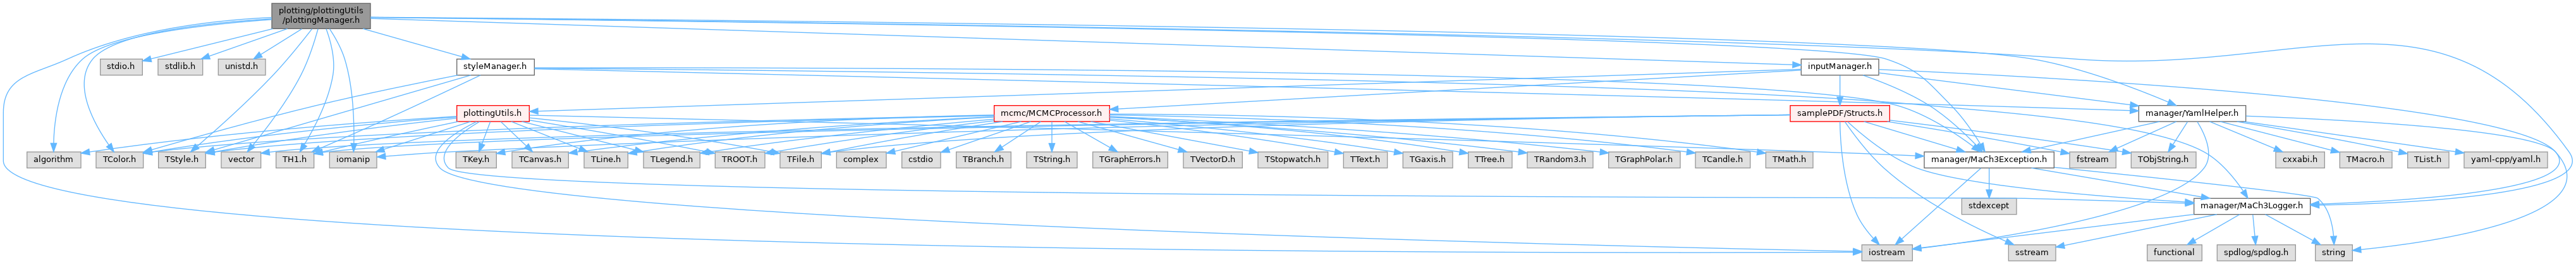 plotting/plottingUtils
/plottingManager.h
stdio.h
stdlib.h
unistd.h
styleManager.h
inputManager.h
plottingUtils.h
mcmc/MCMCProcessor.h
samplePDF/Structs.h
manager/YamlHelper.h
algorithm
TColor.h
TStyle.h
vector
TH1.h
iomanip
TKey.h
TCanvas.h
TLine.h
TLegend.h
TROOT.h
TFile.h
complex
cstdio
TBranch.h
TString.h
TGraphErrors.h
TVectorD.h
TStopwatch.h
TText.h
TGaxis.h
TTree.h
TRandom3.h
TGraphPolar.h
TCandle.h
TMath.h
manager/MaCh3Exception.h
fstream
TObjString.h
cxxabi.h
TMacro.h
TList.h
yaml-cpp/yaml.h
stdexcept
manager/MaCh3Logger.h
iostream
sstream
functional
spdlog/spdlog.h
string